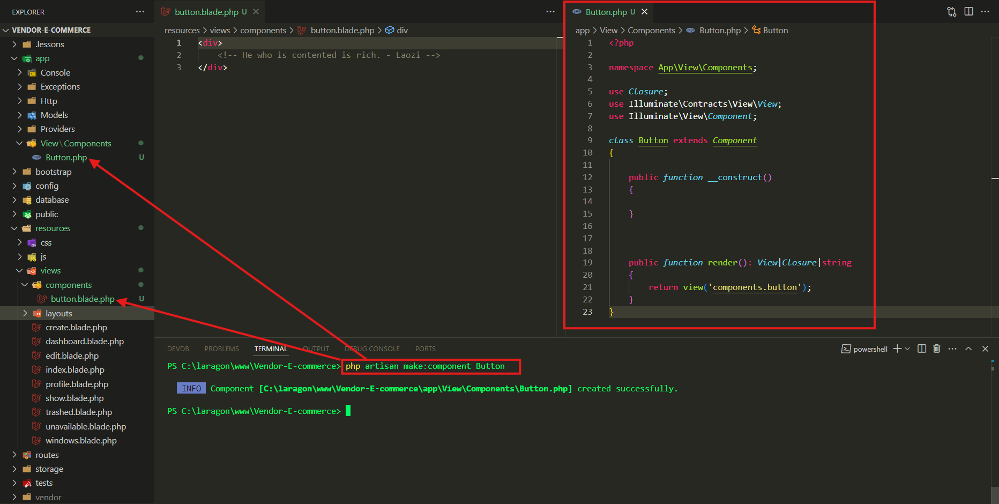 EXPLORER
VENDOR-E-COMMERCE
.lessons
app
Console
Exceptions
Http
Models
Providers
View\Components
Button.php U
bootstrap
config
database
public
resources
css
js
views
components
button.blade.php U
layouts
create.blade.php
dashboard.blade.php
edit.blade.php
index.blade.php
profile.blade.php
show.blade.php
trashed.blade.php
unavailable.blade.php
windows.blade.php
routes
storage
tests
vendor
button.blade.php U
resources > views > components > button.blade.php > div
1 <div>
2 <!-- He who is contented is rich. - Laozi -->
3 </div>
Button.php U
app > View > Components > Button.php > Button
1 <?php
2
3 namespace App\View\Components;
4
5 use Closure;
6 use Illuminate\Contracts\View\View;
7 use Illuminate\View\Component;
8
9 class Button extends Component
10 {
11
12 public function __construct()
13 {
14
15 }
16
17
18
19 public function render(): View|Closure|string
20 {
21 return view('components.button');
22 }
23 }
DEVDB PROBLEMS TERMINAL OUTPUT DEBUG CONSOLE PORTS
powershell
PS C:\laragon\www\Vendor-E-commerce> php artisan make:component Button
INFO Component [C:\laragon\www\Vendor-E-commerce\app\View\Components\Button.php] created successfully.
PS C:\laragon\www\Vendor-E-commerce>